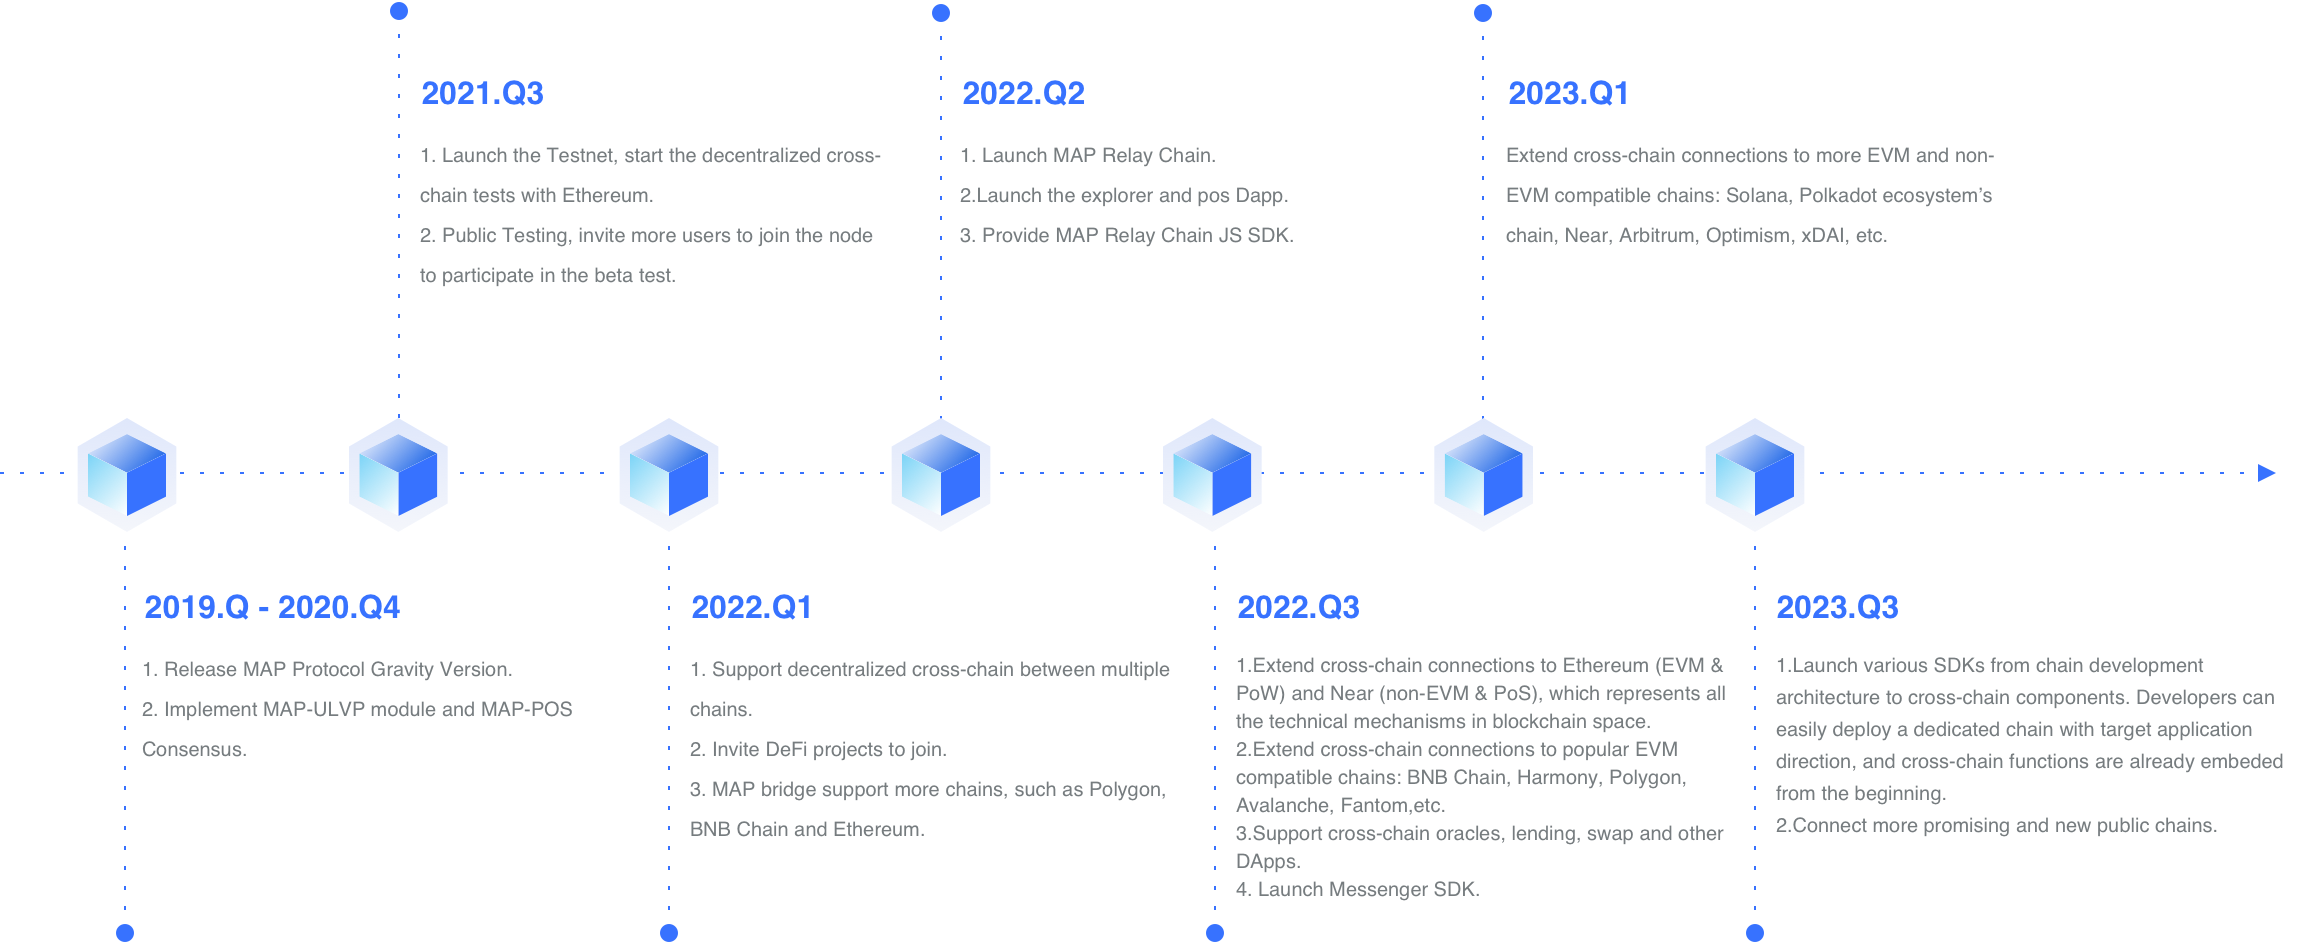 2021.Q3
1. Launch the Testnet, start the decentralized cross-
chain tests with Ethereum.
2. Public Testing, invite more users to join the node
to participate in the beta test.
2022.Q2
1. Launch MAP Relay Chain.
2.Launch the explorer and pos Dapp.
3. Provide MAP Relay Chain JS SDK.
2023.Q1
Extend cross-chain connections to more EVM and non-
EVM compatible chains: Solana, Polkadot ecosystem’s
chain, Near, Arbitrum, Optimism, xDAI, etc.
2019.Q - 2020.Q4
1. Release MAP Protocol Gravity Version.
2. Implement MAP-ULVP module and MAP-POS
Consensus.
2022.Q1
1. Support decentralized cross-chain between multiple
chains.
2. Invite DeFi projects to join.
3. MAP bridge support more chains, such as Polygon,
BNB Chain and Ethereum.
2022.Q3
1.Extend cross-chain connections to Ethereum (EVM &
PoW) and Near (non-EVM & PoS), which represents all
the technical mechanisms in blockchain space.
2.Extend cross-chain connections to popular EVM
compatible chains: BNB Chain, Harmony, Polygon,
Avalanche, Fantom,etc.
3.Support cross-chain oracles, lending, swap and other
DApps.
4. Launch Messenger SDK.
2023.Q3
1.Launch various SDKs from chain development
architecture to cross-chain components. Developers can
easily deploy a dedicated chain with target application
direction, and cross-chain functions are already embeded
from the beginning.
2.Connect more promising and new public chains.